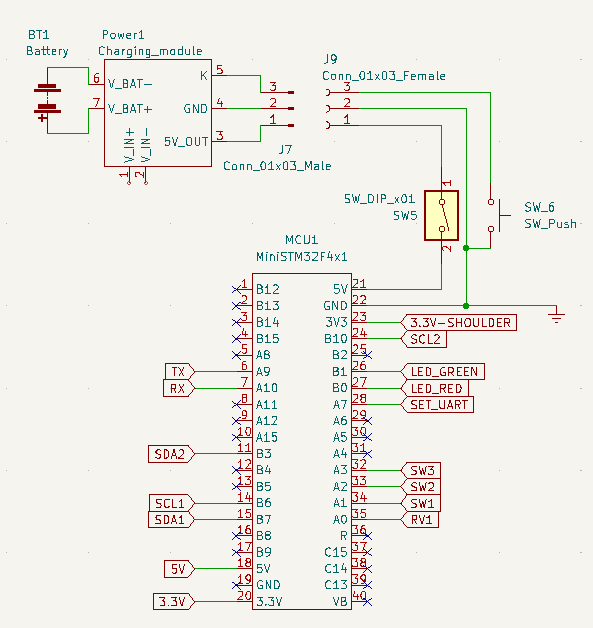 BT1
Battery
Power1
Charging_module
6 V_BAT-
7 V_BAT+
+
K 5
GND 4
5V_OUT 3
V_IN+ 1
V_IN- 2
3
2
1
J7
Conn_01x03_Male
J9
Conn_01x03_Female
3
2
1
SW_DIP_x01
SW5
1
2
SW_6
SW_Push
MCU1
MiniSTM32F4x1
1 B12
2 B13
3 B14
4 B15
5 A8
TX 6 A9
RX 7 A10
8 A11
9 A12
10 A15
SDA2 11 B3
12 B4
13 B5
SCL1 14 B6
SDA1 15 B7
16 B8
17 B9
5V 18 5V
19 GND
3.3V 20 3.3V
5V 21
GND 22
3V3 23 3.3V-SHOULDER
B10 24 SCL2
B2 25
B1 26 LED_GREEN
B0 27 LED_RED
A7 28 SET_UART
A6 29
A5 30
A4 31
A3 32 SW3
A2 33 SW2
A1 34 SW1
A0 35 RV1
R 36
C15 37
C14 38
C13 39
VB 40